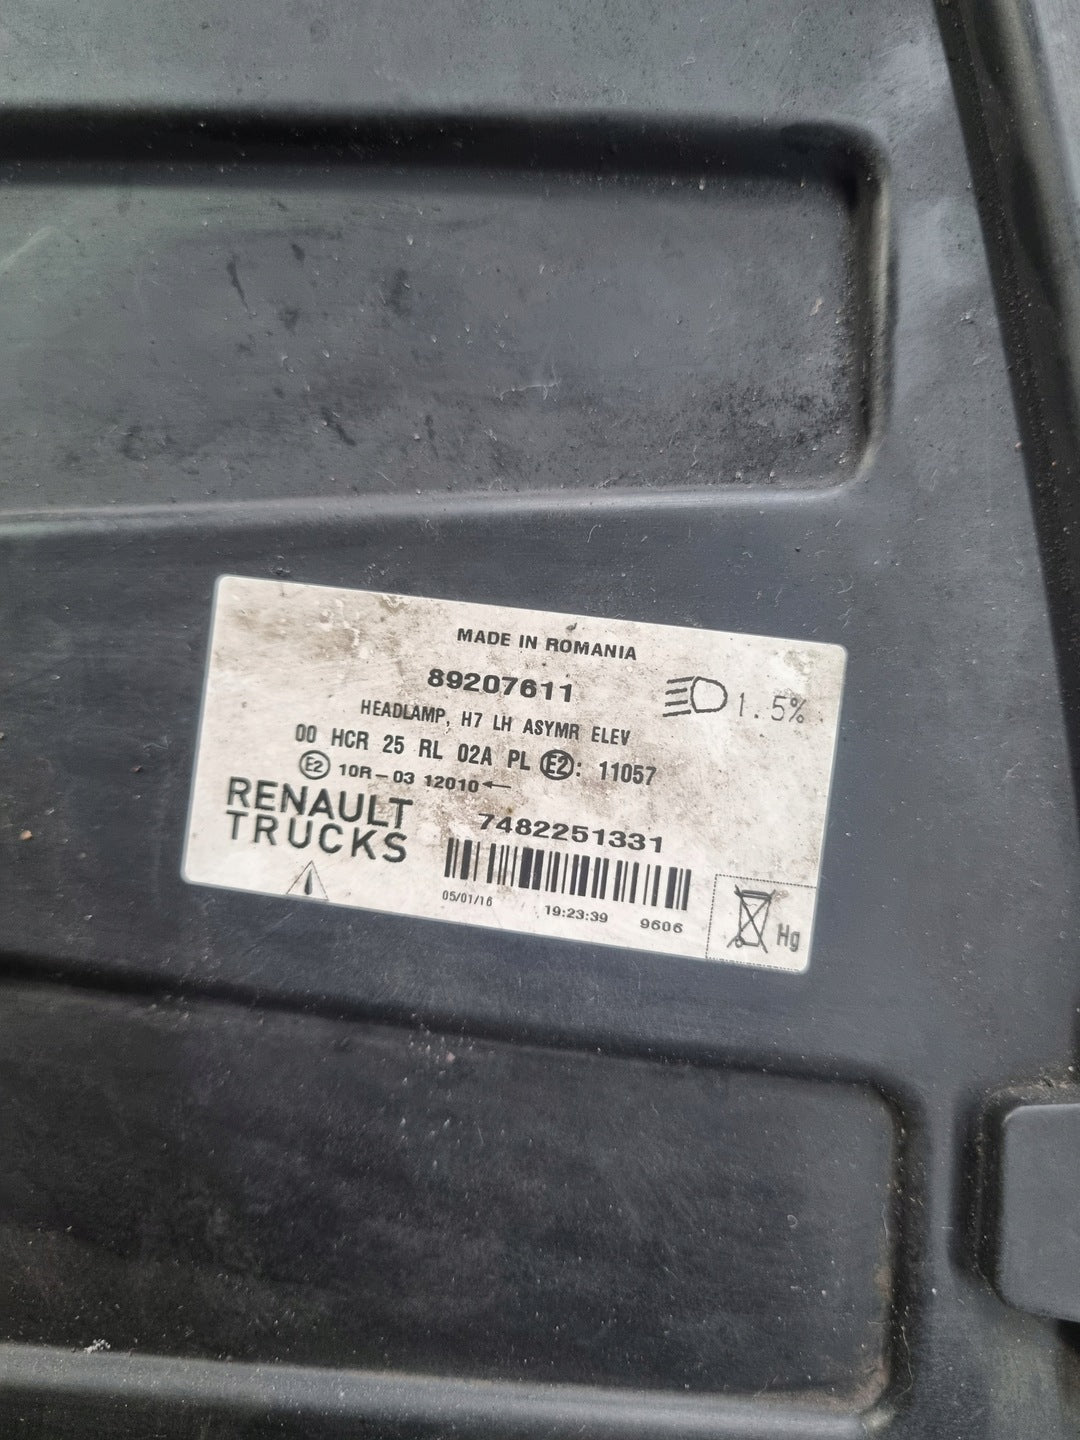 MADE IN ROMANIA
89207611
1.5%
HEADLAMP, H7 LH ASYMR ELEV
00 HCR 25 RL 02A PL E2: 11057
E2 10R-03 12010←
RENAULT
TRUCKS
7482251331
05/01/16 19:23:39 9606
Hg